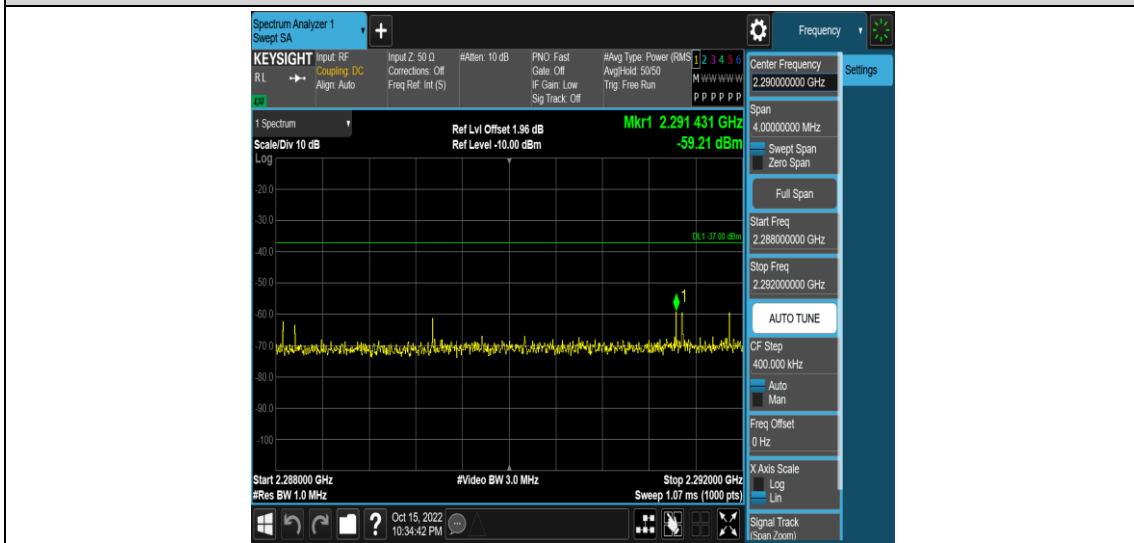 Spectrum Analyzer 1
Swept SA
+
Frequency
KEYSIGHT
RL
LXI
Input: RF
Coupling: DC
Align: Auto
Input Z: 50 Ω
Corrections: Off
Freq Ref: Int (S)
#Atten: 10 dB
PNO: Fast
Gate: Off
IF Gain: Low
Sig Track: Off
#Avg Type: Power (RMS
Avg|Hold: 50/50
Trig: Free Run
1 2 3 4 5 6
M W W W W W
P P P P P P
1 Spectrum
Scale/Div 10 dB
Log
Ref Lvl Offset 1.96 dB
Ref Level -10.00 dBm
Mkr1 2.291 431 GHz
-59.21 dBm
-20.0
-30.0
DL1 -37.00 dBm
-40.0
-50.0
1
-60.0
-70.0
-80.0
-90.0
-100
Start 2.288000 GHz
#Res BW 1.0 MHz
#Video BW 3.0 MHz
Stop 2.292000 GHz
Sweep 1.07 ms (1000 pts)
?
Oct 15, 2022
10:34:42 PM
Center Frequency
2.290000000 GHz
Settings
Span
4.00000000 MHz
Swept Span
Zero Span
Full Span
Start Freq
2.288000000 GHz
Stop Freq
2.292000000 GHz
AUTO TUNE
CF Step
400.000 kHz
Auto
Man
Freq Offset
0 Hz
X Axis Scale
Log
Lin
Signal Track
(Span Zoom)